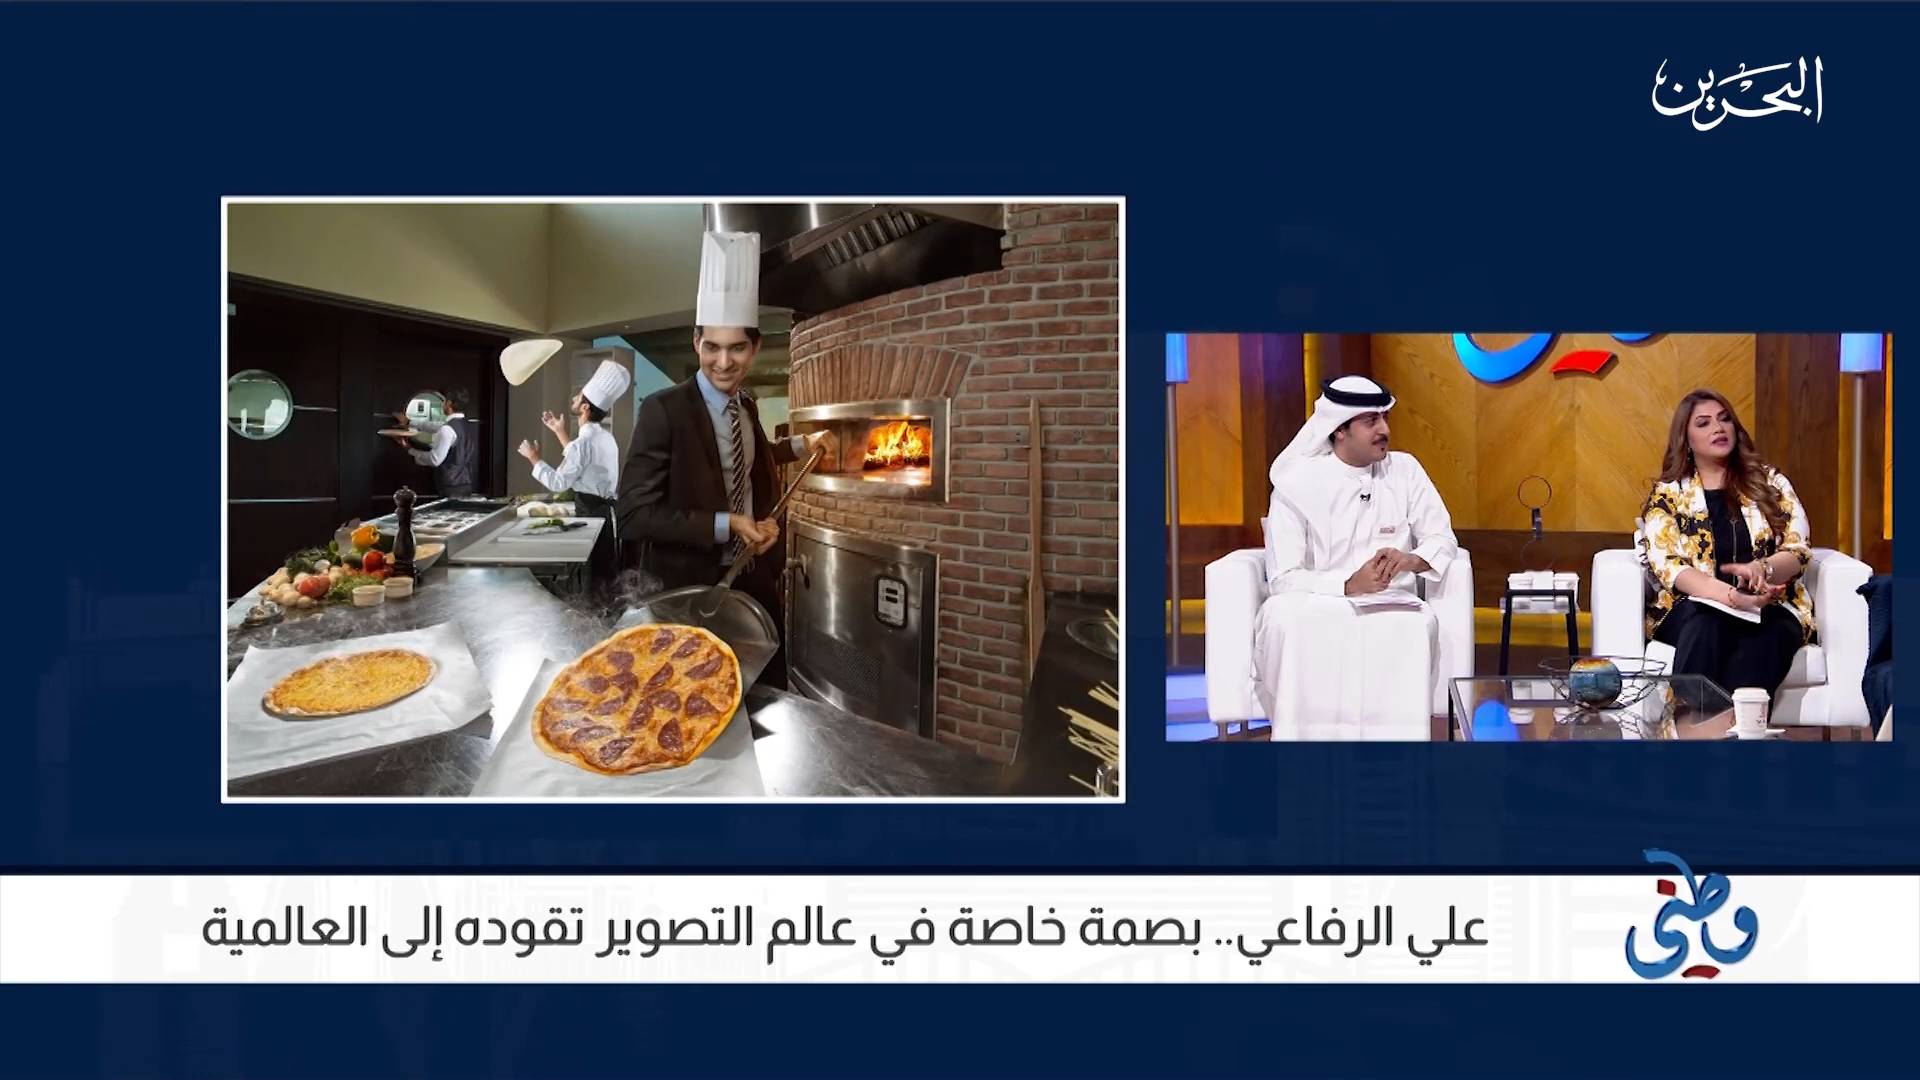 البحرين
علي الرفاعي.. بصمة خاصة في عالم التصوير تقوده إلى العالمية
وطني